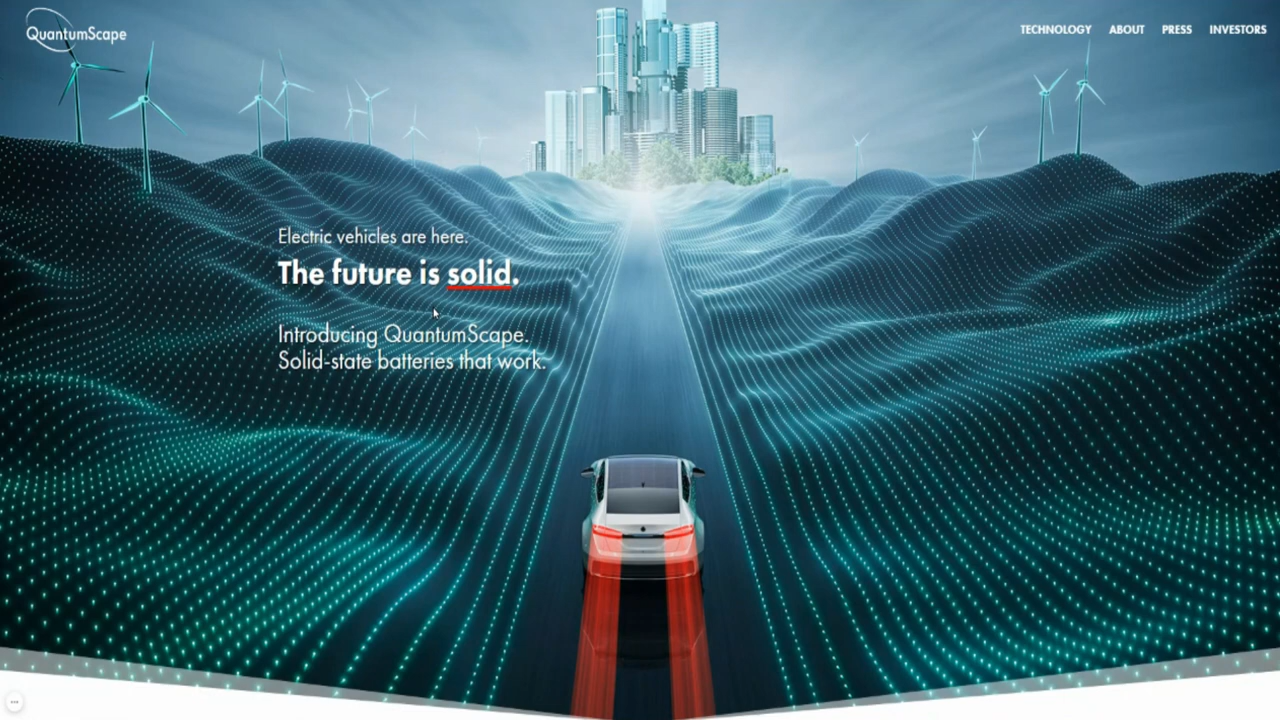 QuantumScape
TECHNOLOGY ABOUT PRESS INVESTORS
Electric vehicles are here.
The future is solid.
Introducing QuantumScape.
Solid-state batteries that work.